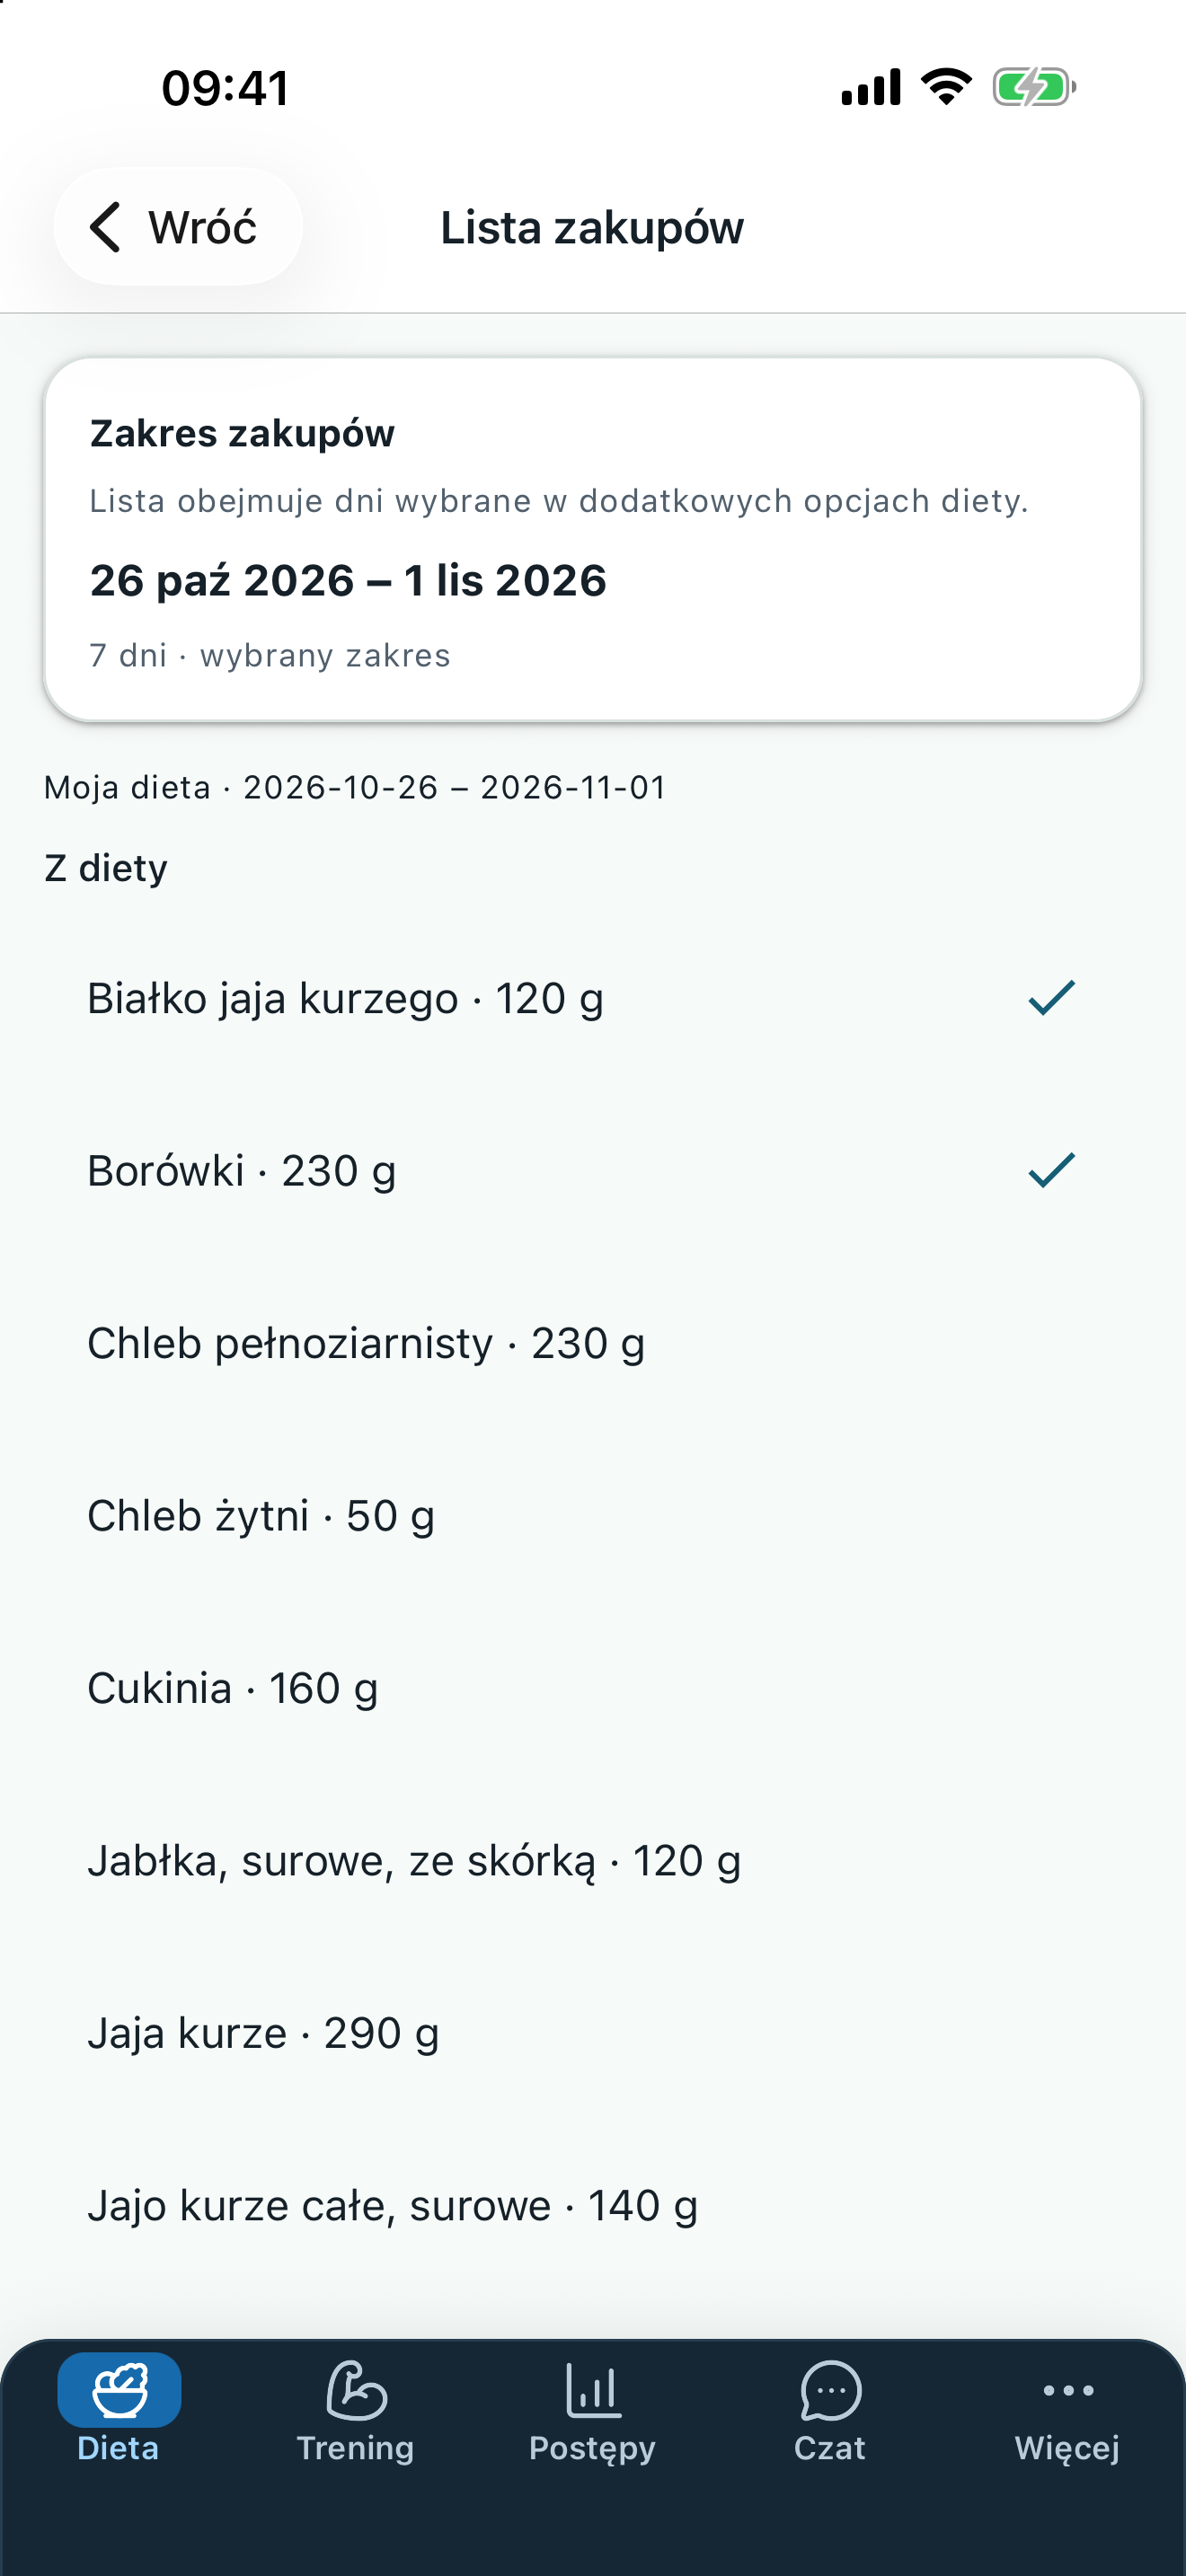 09:41
Wróć
Lista zakupów
Zakres zakupów
Lista obejmuje dni wybrane w dodatkowych opcjach diety.
26 paź 2026 – 1 lis 2026
7 dni · wybrany zakres
Moja dieta · 2026-10-26 – 2026-11-01
Z diety
Białko jaja kurzego · 120 g
Borówki · 230 g
Chleb pełnoziarnisty · 230 g
Chleb żytni · 50 g
Cukinia · 160 g
Jabłka, surowe, ze skórką · 120 g
Jaja kurze · 290 g
Jajo kurze całe, surowe · 140 g
Dieta
Trening
Postępy
Czat
Więcej